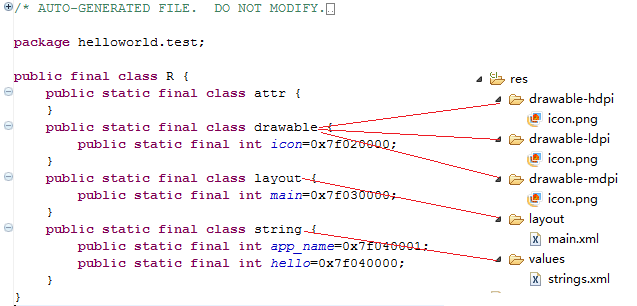 /* AUTO-GENERATED FILE.  DO NOT MODIFY.
package helloworld.test;
public final class R {
    public static final class attr {
    }
    public static final class drawable {
        public static final int icon=0x7f020000;
    }
    public static final class layout {
        public static final int main=0x7f030000;
    }
    public static final class string {
        public static final int app_name=0x7f040001;
        public static final int hello=0x7f040000;
    }
}
res
drawable-hdpi
icon.png
drawable-ldpi
icon.png
drawable-mdpi
icon.png
layout
main.xml
values
strings.xml